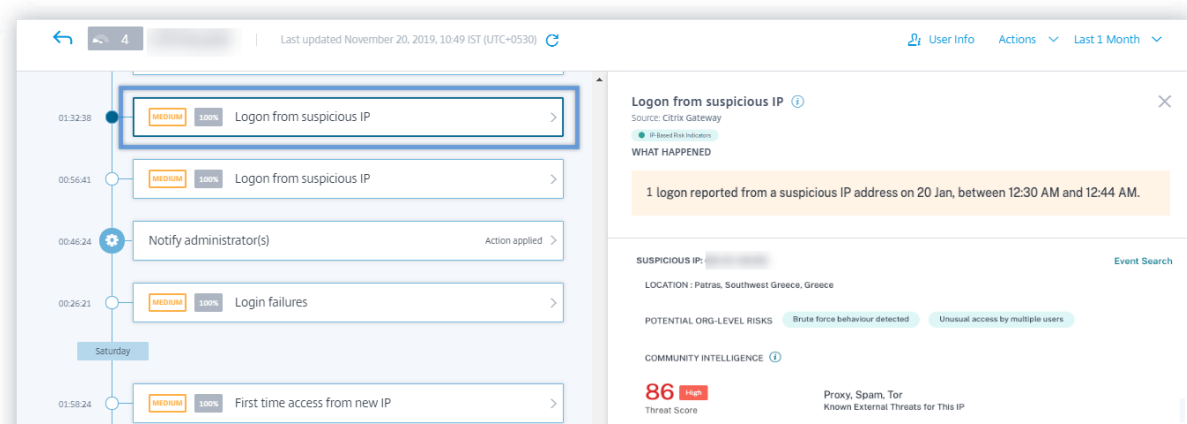 4
Last updated November 20, 2019, 10:49 IST (UTC+0530)
User Info
Actions
Last 1 Month
01:32:38
MEDIUM 100% Logon from suspicious IP
00:56:41
MEDIUM 100% Logon from suspicious IP
00:46:24
Notify administrator(s)
Action applied
00:26:21
MEDIUM 100% Login failures
Saturday
01:58:24
MEDIUM 100% First time access from new IP
Logon from suspicious IP
Source: Citrix Gateway
IP-Based Risk Indicators
WHAT HAPPENED
1 logon reported from a suspicious IP address on 20 Jan, between 12:30 AM and 12:44 AM.
SUSPICIOUS IP:
Event Search
LOCATION : Patras, Southwest Greece, Greece
POTENTIAL ORG-LEVEL RISKS Brute force behaviour detected Unusual access by multiple users
COMMUNITY INTELLIGENCE
86 High
Threat Score
Proxy, Spam, Tor
Known External Threats for This IP